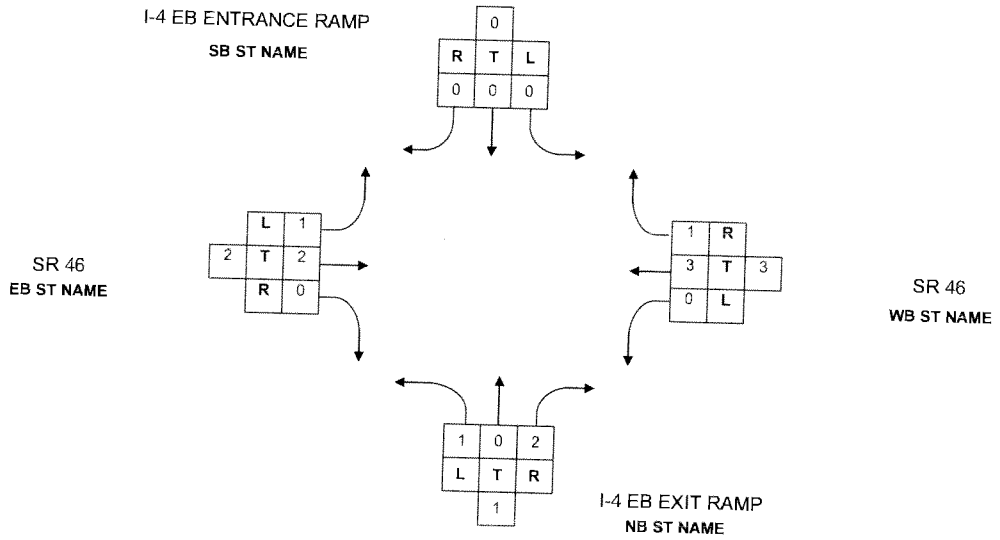 I-4 EB ENTRANCE RAMP
SB ST NAME
0
R T L
0 0 0
L 1
2 T 2
R 0
SR 46
EB ST NAME
1 R
3 T 3
0 L
SR 46
WB ST NAME
1 0 2
L T R
1
I-4 EB EXIT RAMP
NB ST NAME